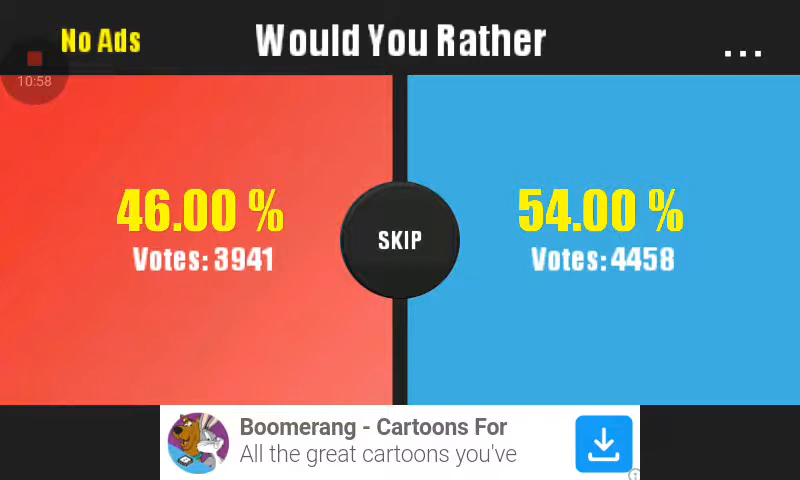 No Ads
Would You Rather
...
10:58
46.00 %
Votes: 3941
SKIP
54.00 %
Votes: 4458
Boomerang - Cartoons For
All the great cartoons you've